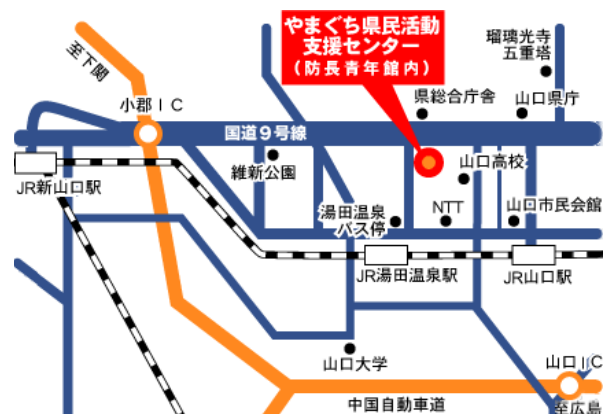 やまぐち県民活動
支援センター
（防長青年館内）
至下関
瑠璃光寺
五重塔
小郡ＩＣ
県総合庁舎
山口県庁
国道９号線
維新公園
山口高校
JR新山口駅
湯田温泉
バス停
NTT
山口市民会館
JR湯田温泉駅
JR山口駅
山口大学
山口ＩＣ
中国自動車道
至広島